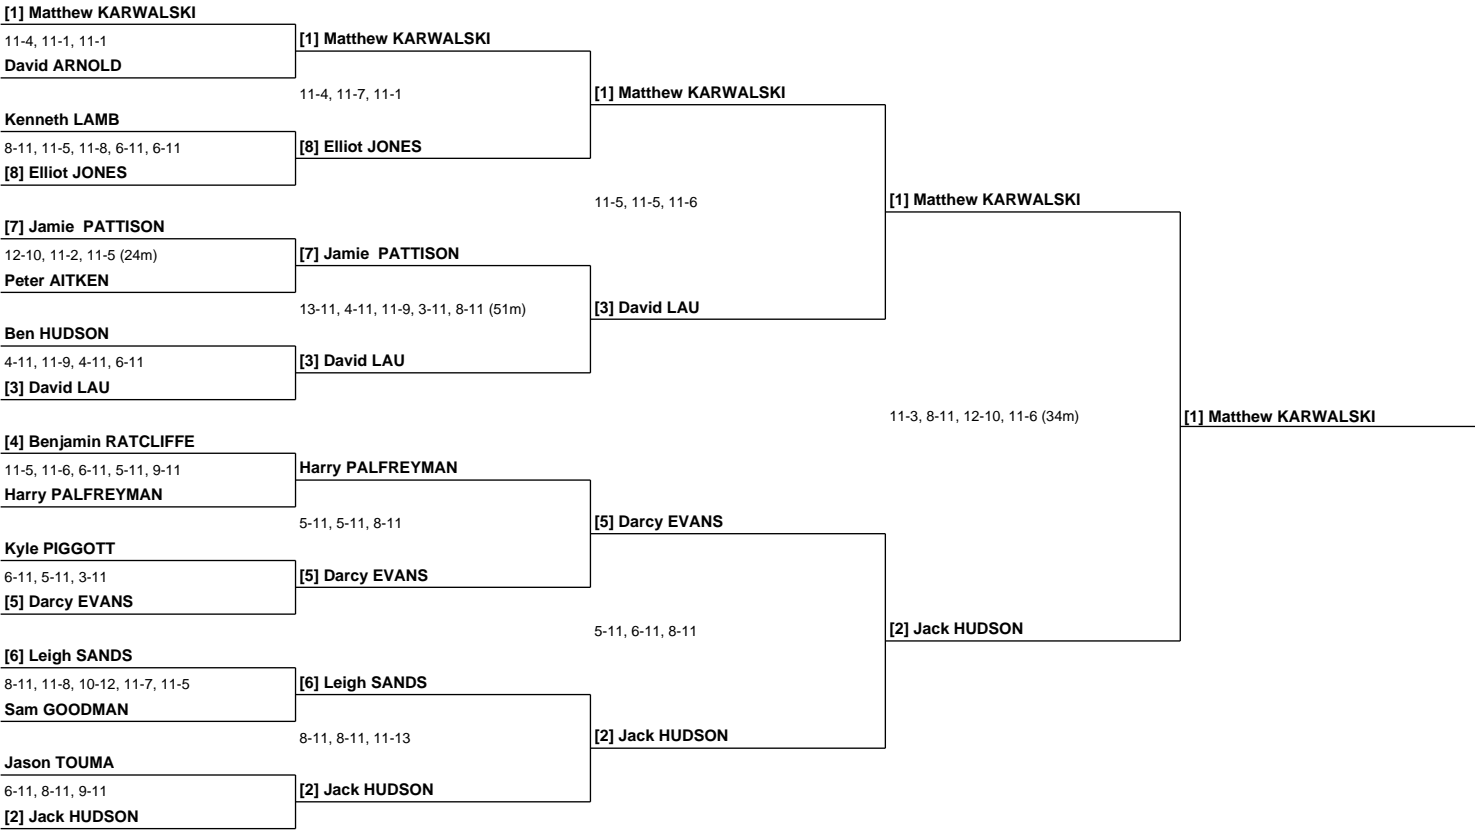 [1] Matthew KARWALSKI
11-4, 11-1, 11-1
David ARNOLD
Kenneth LAMB
8-11, 11-5, 11-8, 6-11, 6-11
[8] Elliot JONES
[7] Jamie  PATTISON
12-10, 11-2, 11-5 (24m)
Peter AITKEN
Ben HUDSON
4-11, 11-9, 4-11, 6-11
[3] David LAU
[4] Benjamin RATCLIFFE
11-5, 11-6, 6-11, 5-11, 9-11
Harry PALFREYMAN
Kyle PIGGOTT
6-11, 5-11, 3-11
[5] Darcy EVANS
[6] Leigh SANDS
8-11, 11-8, 10-12, 11-7, 11-5
Sam GOODMAN
Jason TOUMA
6-11, 8-11, 9-11
[2] Jack HUDSON
[1] Matthew KARWALSKI
11-4, 11-7, 11-1
[8] Elliot JONES
[7] Jamie  PATTISON
13-11, 4-11, 11-9, 3-11, 8-11 (51m)
[3] David LAU
Harry PALFREYMAN
5-11, 5-11, 8-11
[5] Darcy EVANS
[6] Leigh SANDS
8-11, 8-11, 11-13
[2] Jack HUDSON
[1] Matthew KARWALSKI
11-5, 11-5, 11-6
[3] David LAU
[5] Darcy EVANS
5-11, 6-11, 8-11
[2] Jack HUDSON
[1] Matthew KARWALSKI
11-3, 8-11, 12-10, 11-6 (34m)
[2] Jack HUDSON
[1] Matthew KARWALSKI